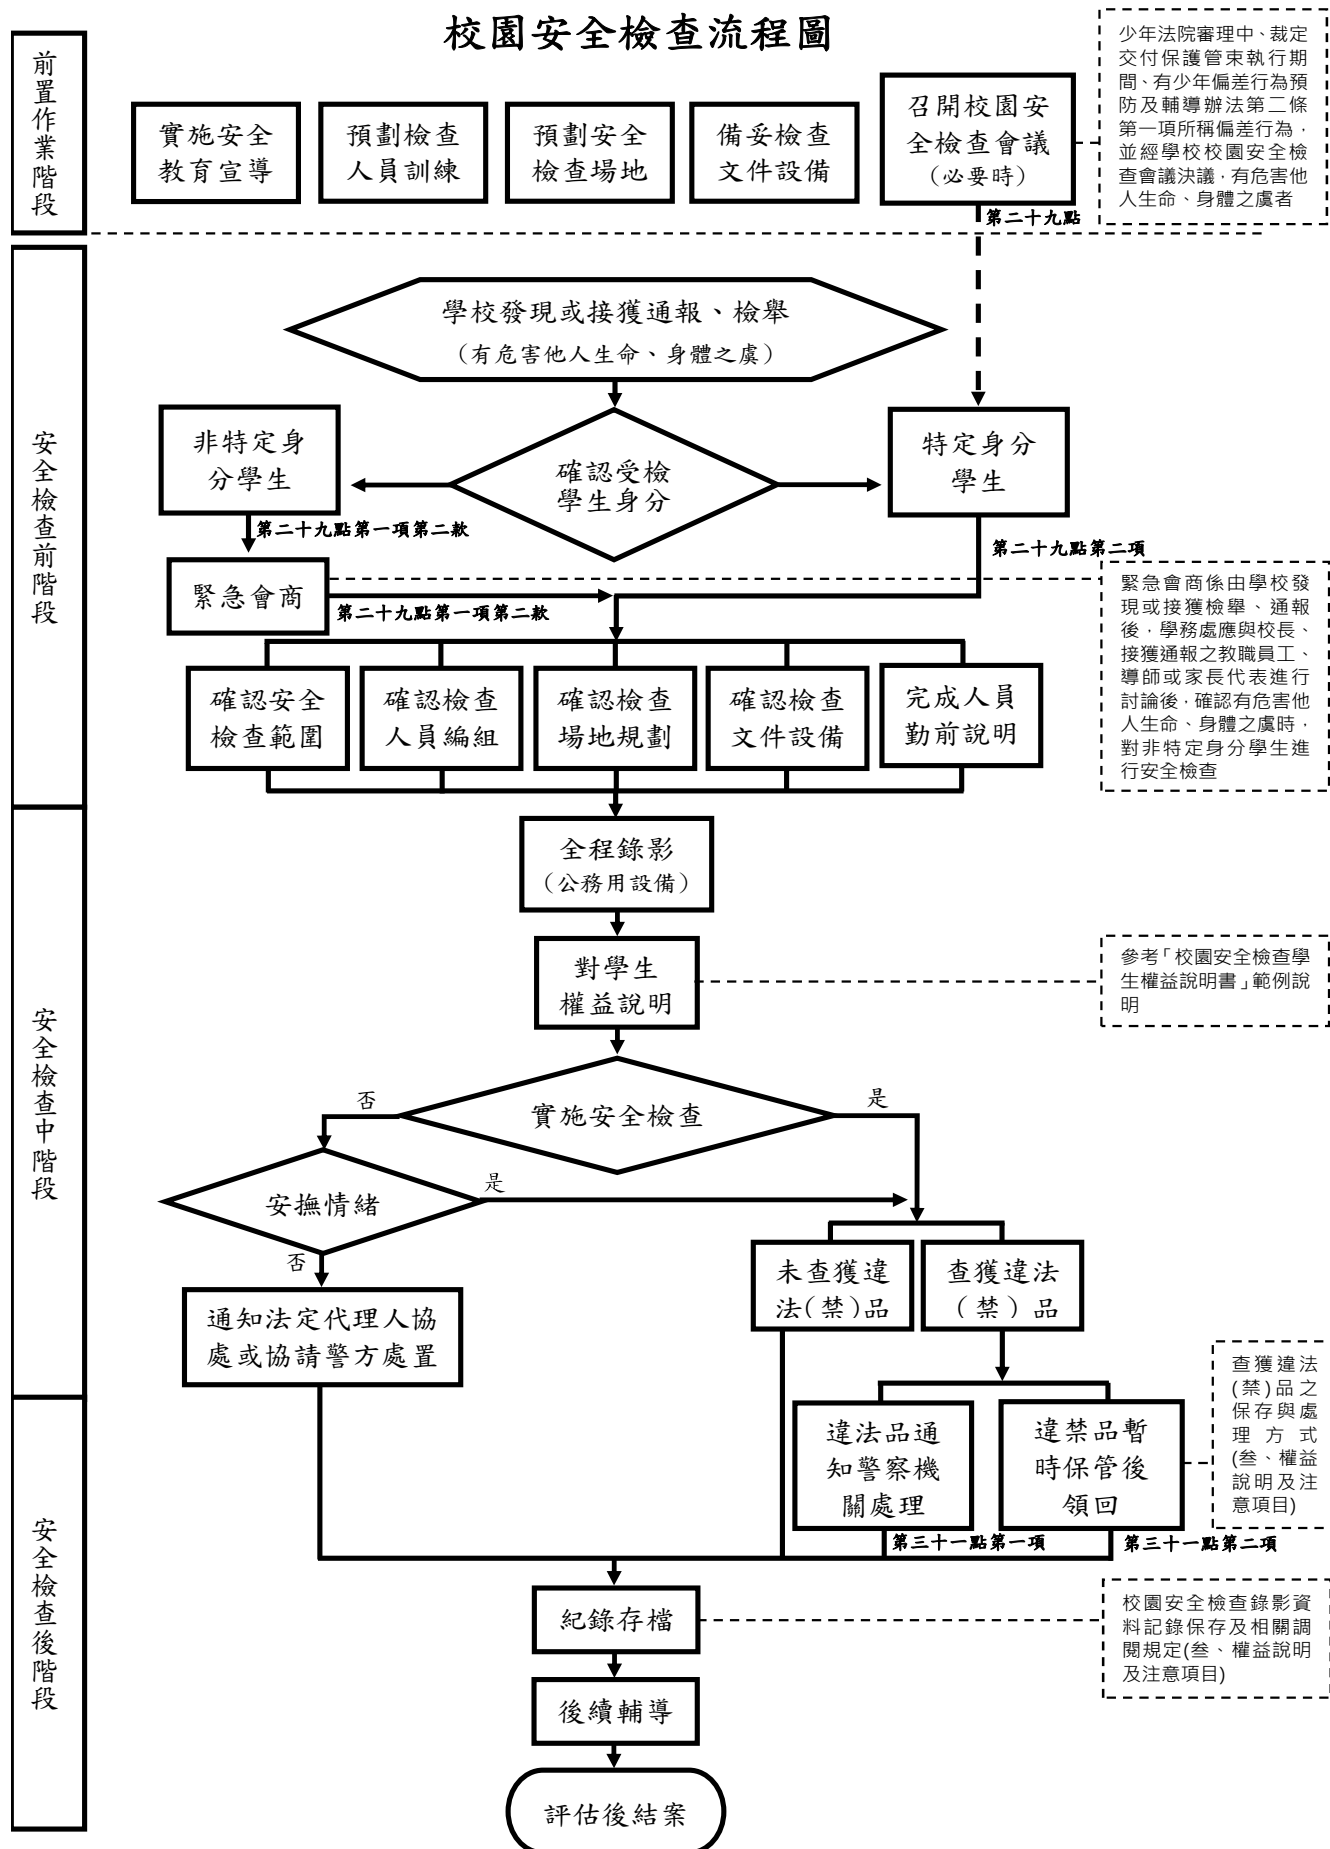 校園安全檢查流程圖
前置作業階段
實施安全
教育宣導
預劃檢查
人員訓練
預劃安全
檢查場地
備妥檢查
文件設備
召開校園安
全檢查會議
(必要時)
第二十九點
少年法院審理中、裁定
交付保護管束執行期
間、有少年偏差行為預
防及輔導辦法第二條
第一項所稱偏差行為，
並經學校校園安全檢
查會議決議，有危害他
人生命、身體之虞者
安全檢查前階段
學校發現或接獲通報、檢舉
(有危害他人生命、身體之虞)
非特定身
分學生
確認受檢
學生身分
特定身分
學生
第二十九點第一項第二款
第二十九點第二項
緊急會商
第二十九點第一項第二款
緊急會商係由學校發
現或接獲檢舉、通報
後，學務處應與校長、
接獲通報之教職員工、
導師或家長代表進行
討論後，確認有危害他
人生命、身體之虞時，
對非特定身分學生進
行安全檢查
確認安全
檢查範圍
確認檢查
人員編組
確認檢查
場地規劃
確認檢查
文件設備
完成人員
勤前說明
安全檢查中階段
全程錄影
(公務用設備)
對學生
權益說明
參考「校園安全檢查學
生權益說明書」範例說
明
實施安全檢查
否
是
安撫情緒
是
否
通知法定代理人協
處或協請警方處置
未查獲違
法(禁)品
查獲違法
(禁)品
查獲違法
(禁)品之
保存與處
理方式
(叁、權益
說明及注
意項目)
違法品通
知警察機
關處理
違禁品暫
時保管後
領回
第三十一點第一項
第三十一點第二項
安全檢查後階段
紀錄存檔
校園安全檢查錄影資
料記錄保存及相關調
閱規定(叁、權益說明
及注意項目)
後續輔導
評估後結案